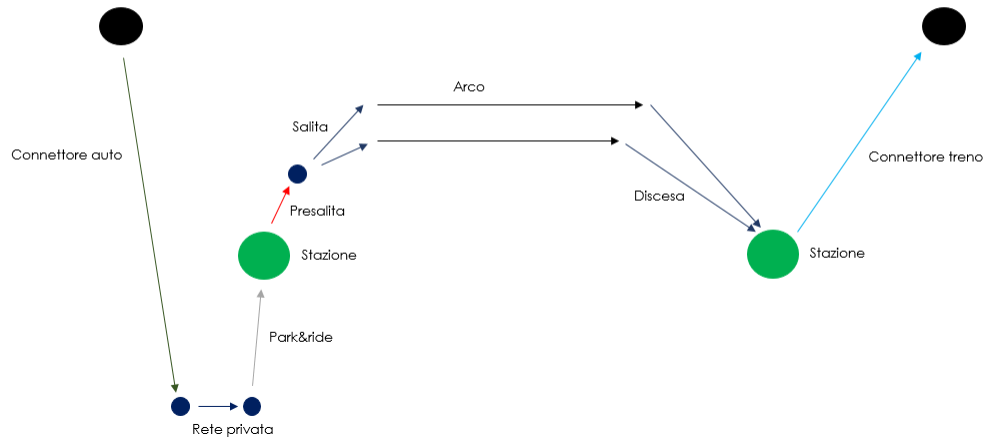 Arco
Salita
Connettore auto
Connettore treno
Discesa
Presalita
Stazione
Stazione
Park&ride
Rete privata